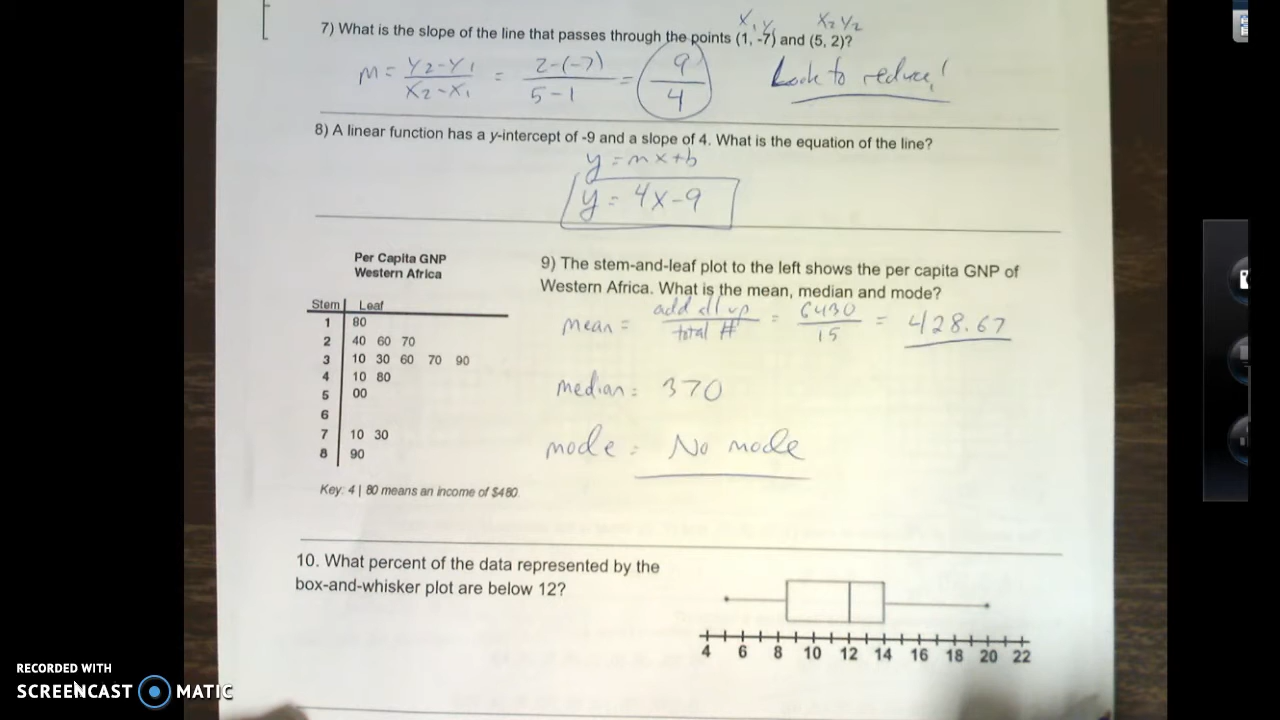 x₁ y₁ x₂ y₂
7) What is the slope of the line that passes through the points (1, -7) and (5, 2)?
m = y₂-y₁ / x₂-x₁ = 2-(-7) / 5-1 = 9/4 Look to reduce!
8) A linear function has a y-intercept of -9 and a slope of 4. What is the equation of the line?
y = mx+b
y = 4x-9
Per Capita GNP
Western Africa
Stem Leaf
1 80
2 40 60 70
3 10 30 60 70 90
4 10 80
5 00
6
7 10 30
8 90
Key: 4 | 80 means an income of $480.
9) The stem-and-leaf plot to the left shows the per capita GNP of
Western Africa. What is the mean, median and mode?
mean = add all up / total # = 6430 / 15 = 428.67
median = 370
mode = No mode
10. What percent of the data represented by the
box-and-whisker plot are below 12?
4 6 8 10 12 14 16 18 20 22
RECORDED WITH
SCREENCAST MATIC